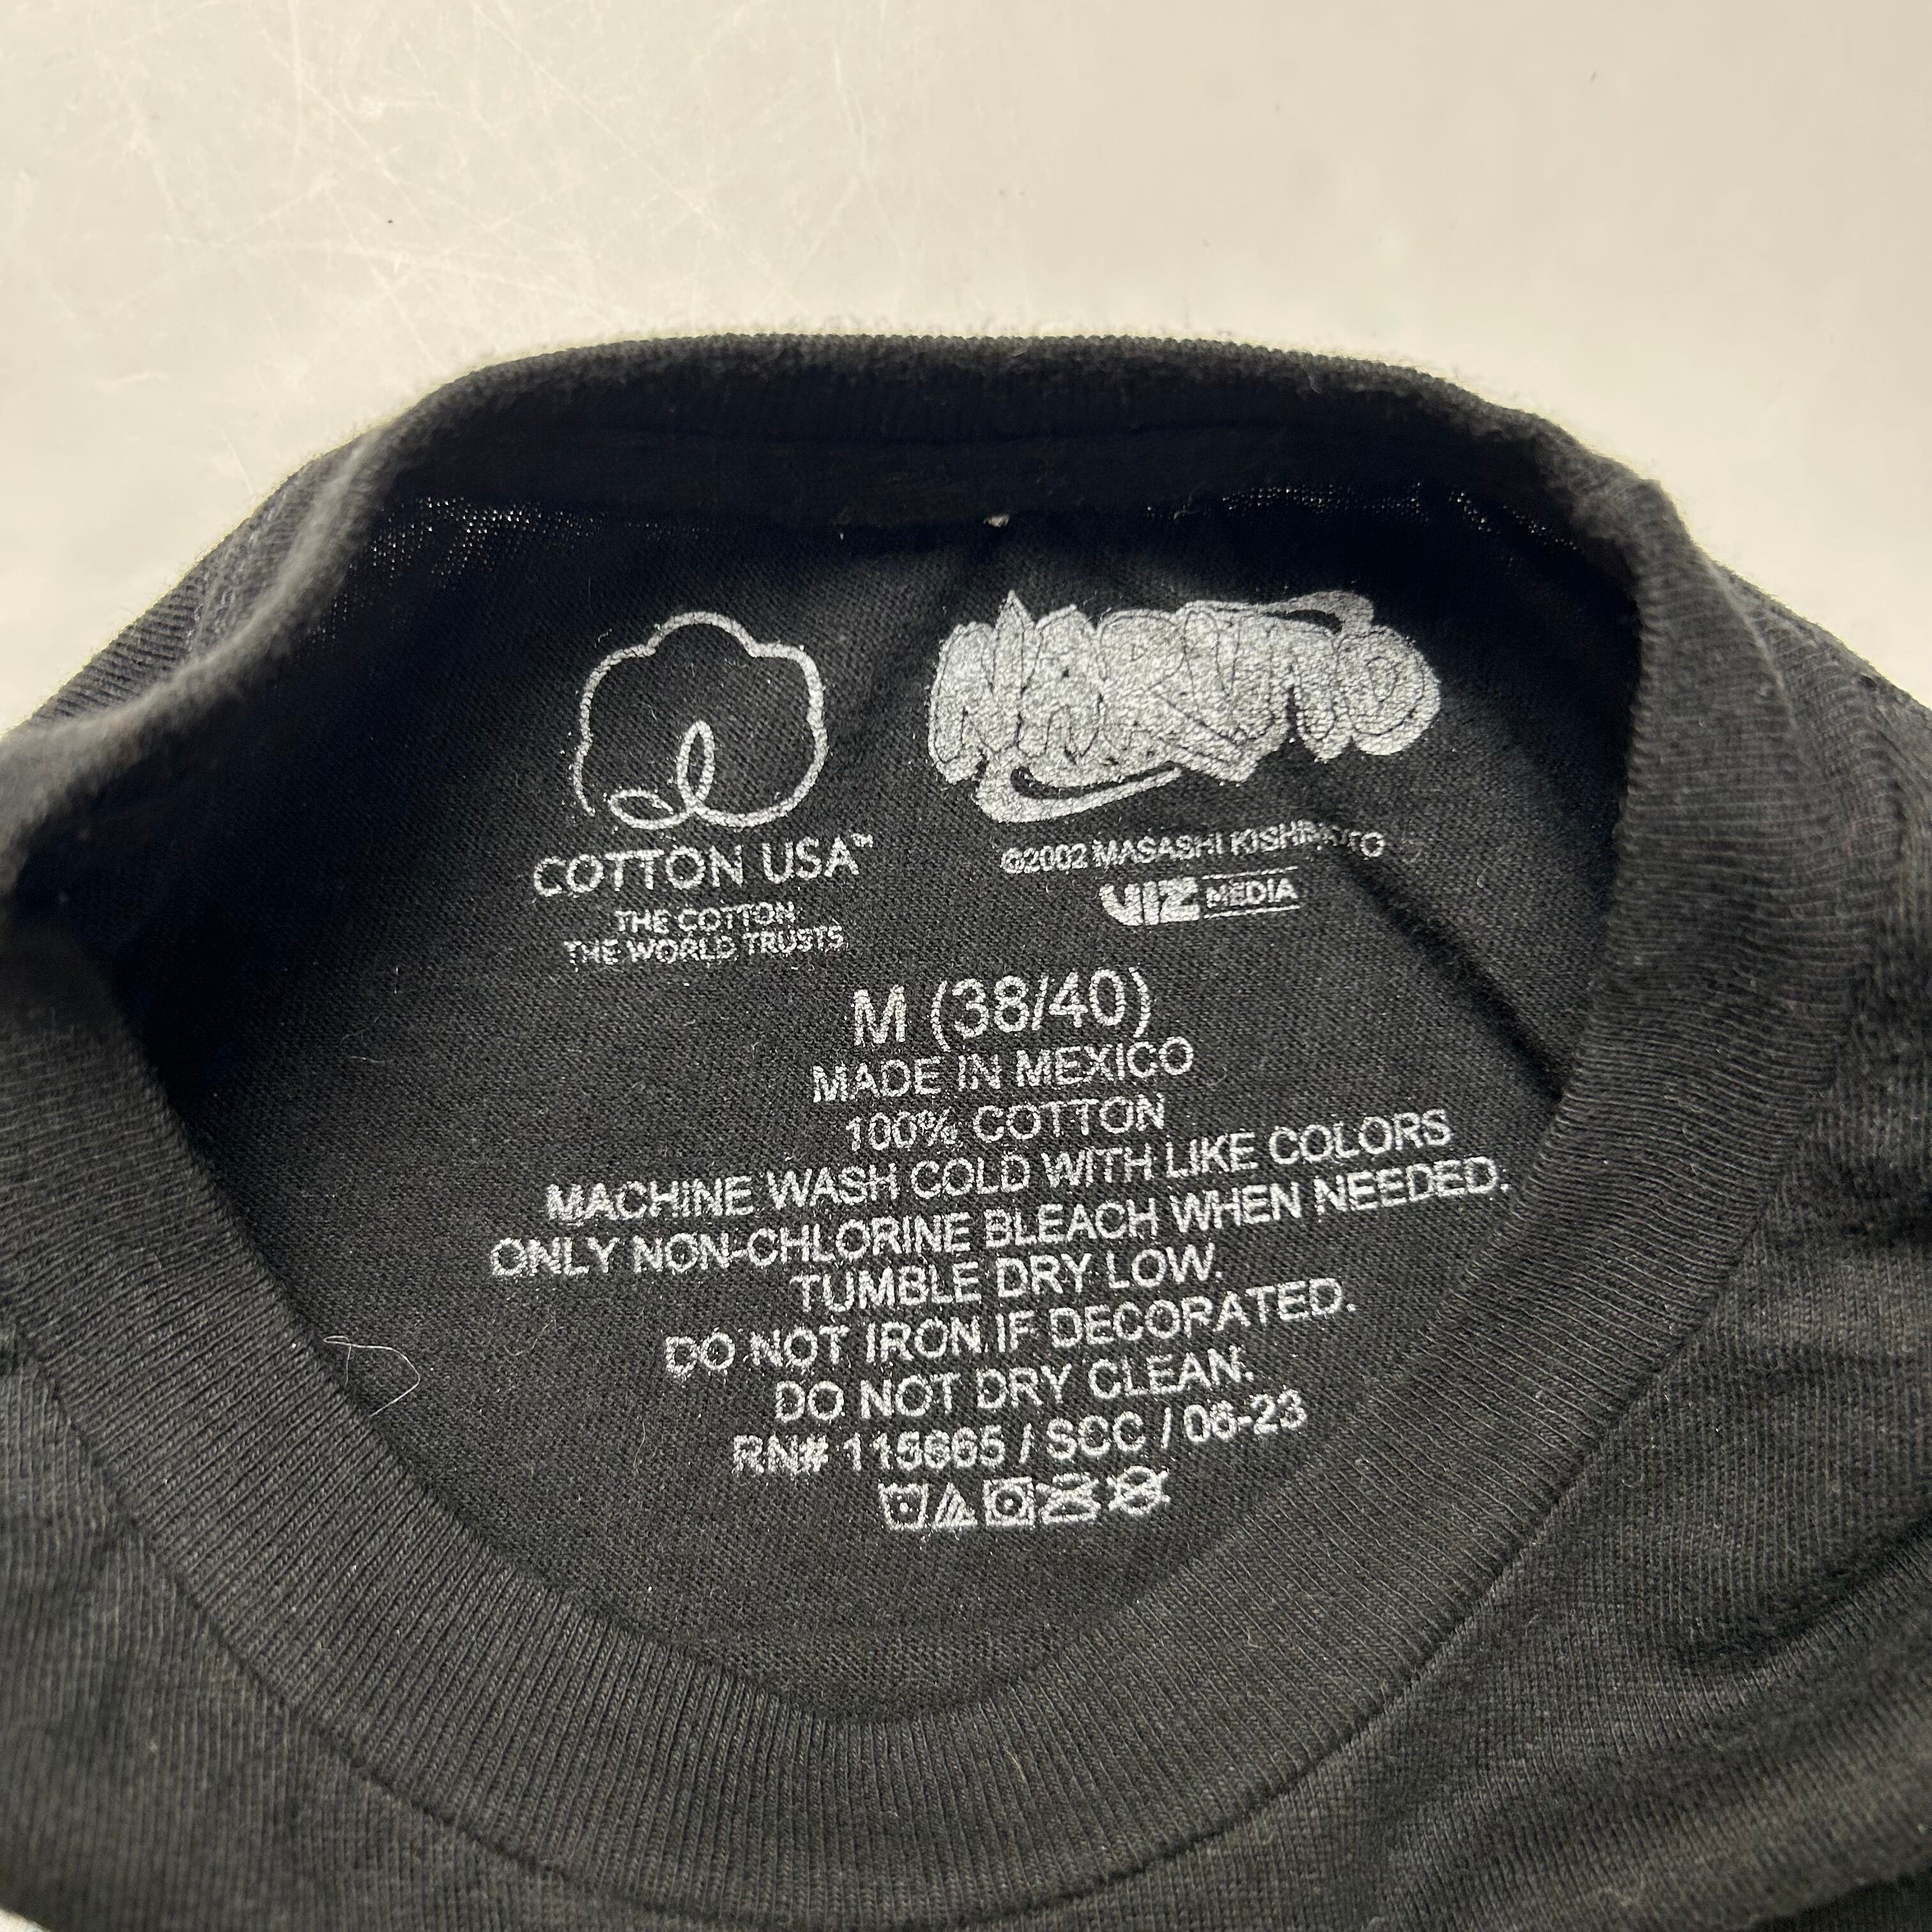 COTTON USA™
THE COTTON
THE WORLD TRUSTS
NARUTO
©2002 MASASHI KISHIMOTO
VIZ MEDIA
M (38/40)
MADE IN MEXICO
100% COTTON
MACHINE WASH COLD WITH LIKE COLORS
ONLY NON-CHLORINE BLEACH WHEN NEEDED.
TUMBLE DRY LOW.
DO NOT IRON IF DECORATED.
DO NOT DRY CLEAN.
RN# 115665 / SCC / 06-23